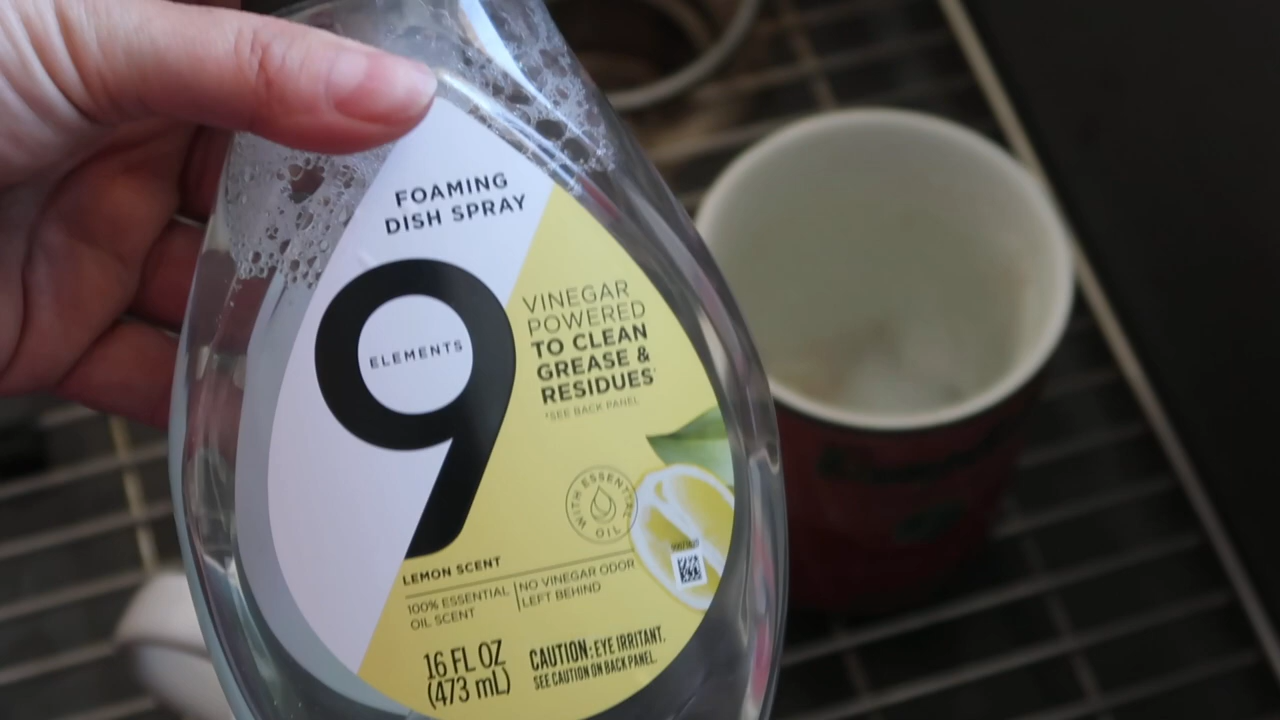 FOAMING
DISH SPRAY
9
ELEMENTS
VINEGAR
POWERED
TO CLEAN
GREASE &
RESIDUES*
*SEE BACK PANEL
WITH ESSENTIAL OIL
LEMON SCENT
100% ESSENTIAL
OIL SCENT
NO VINEGAR ODOR
LEFT BEHIND
16 FL OZ
(473 mL)
CAUTION: EYE IRRITANT.
SEE CAUTION ON BACK PANEL.